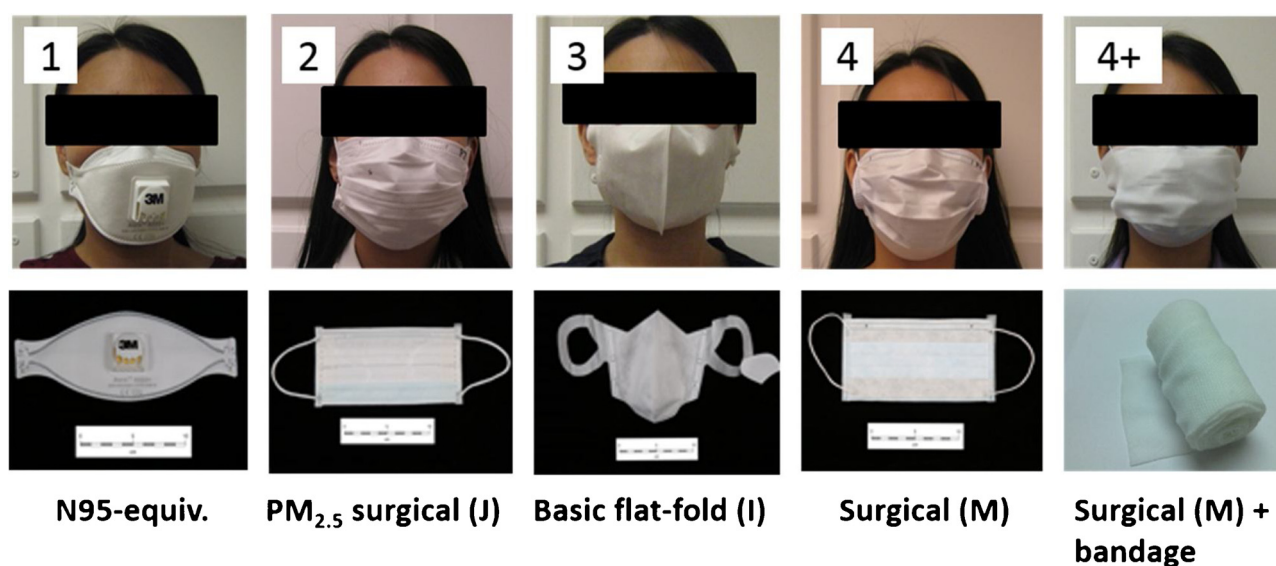 1
2
3
4
4+
3M
3M
N95-equiv.
PM2.5 surgical (J)
Basic flat-fold (I)
Surgical (M)
Surgical (M) +
bandage